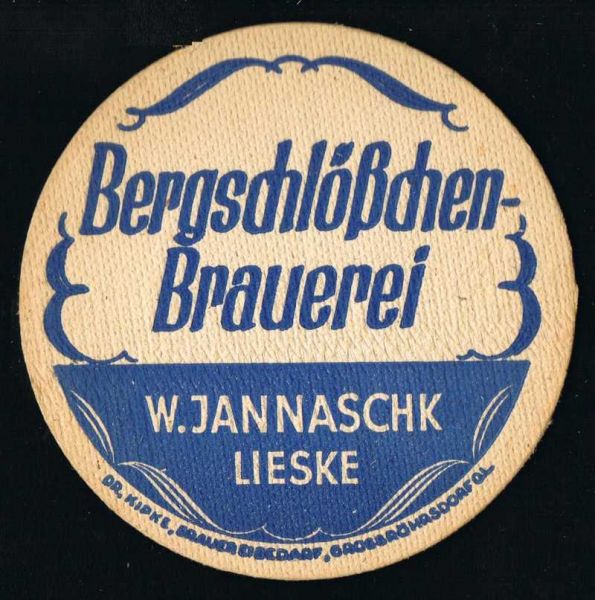 Bergschlößchen-
Brauerei
W. JANNASCHK
LIESKE
DR. KIPKE, BRAUEREIBEDARF, GROSSRÖHRSDORF OL